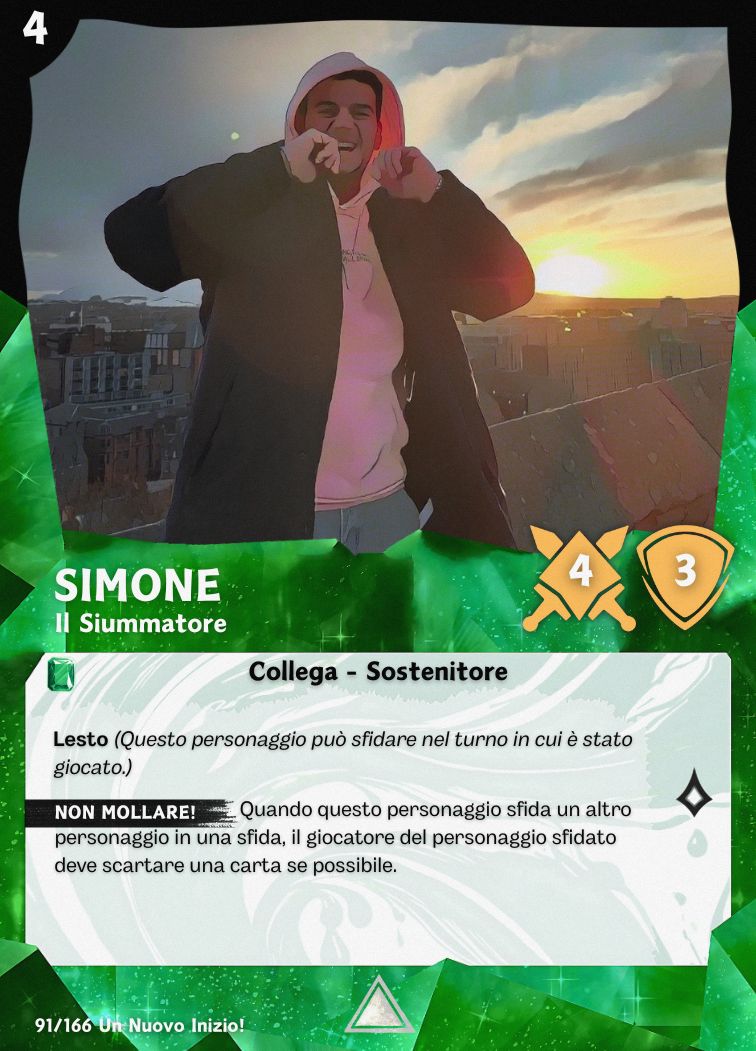 4
4
3
SIMONE
Il Siummatore
Collega - Sostenitore
Lesto (Questo personaggio può sfidare nel turno in cui è stato
giocato.)
NON MOLLARE! Quando questo personaggio sfida un altro
personaggio in una sfida, il giocatore del personaggio sfidato
deve scartare una carta se possibile.
91/166 Un Nuovo Inizio!